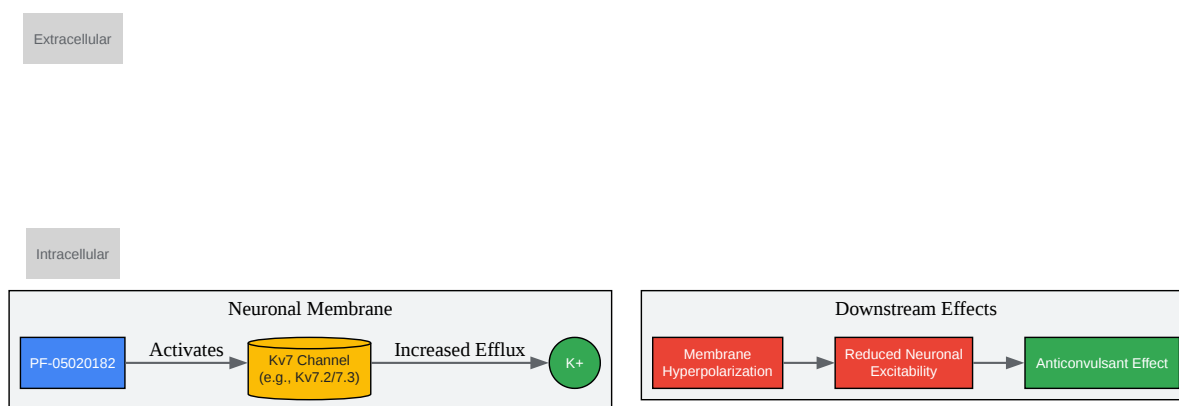 Extracellular
Intracellular
Neuronal Membrane
PF-05020182
Activates
Kv7 Channel
(e.g., Kv7.2/7.3)
Increased Efflux
K+
Downstream Effects
Membrane
Hyperpolarization
Reduced Neuronal
Excitability
Anticonvulsant Effect